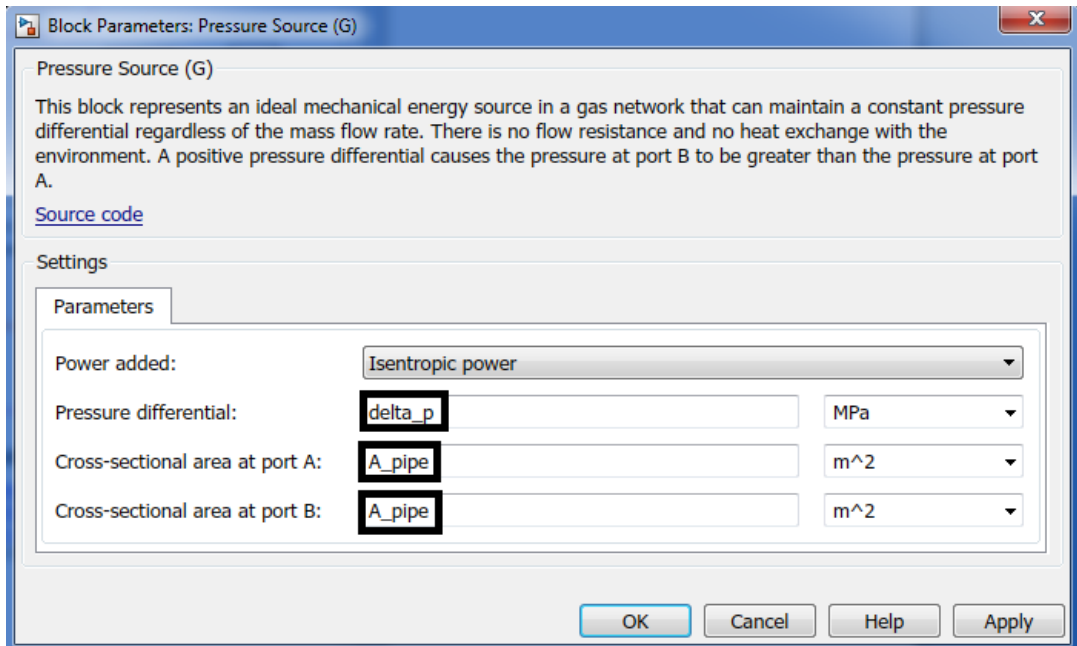 Block Parameters: Pressure Source (G)
Pressure Source (G)
This block represents an ideal mechanical energy source in a gas network that can maintain a constant pressure
differential regardless of the mass flow rate. There is no flow resistance and no heat exchange with the
environment. A positive pressure differential causes the pressure at port B to be greater than the pressure at port
A.
Source code
Settings
Parameters
Power added: Isentropic power
Pressure differential: delta_p MPa
Cross-sectional area at port A: A_pipe m^2
Cross-sectional area at port B: A_pipe m^2
OK Cancel Help Apply